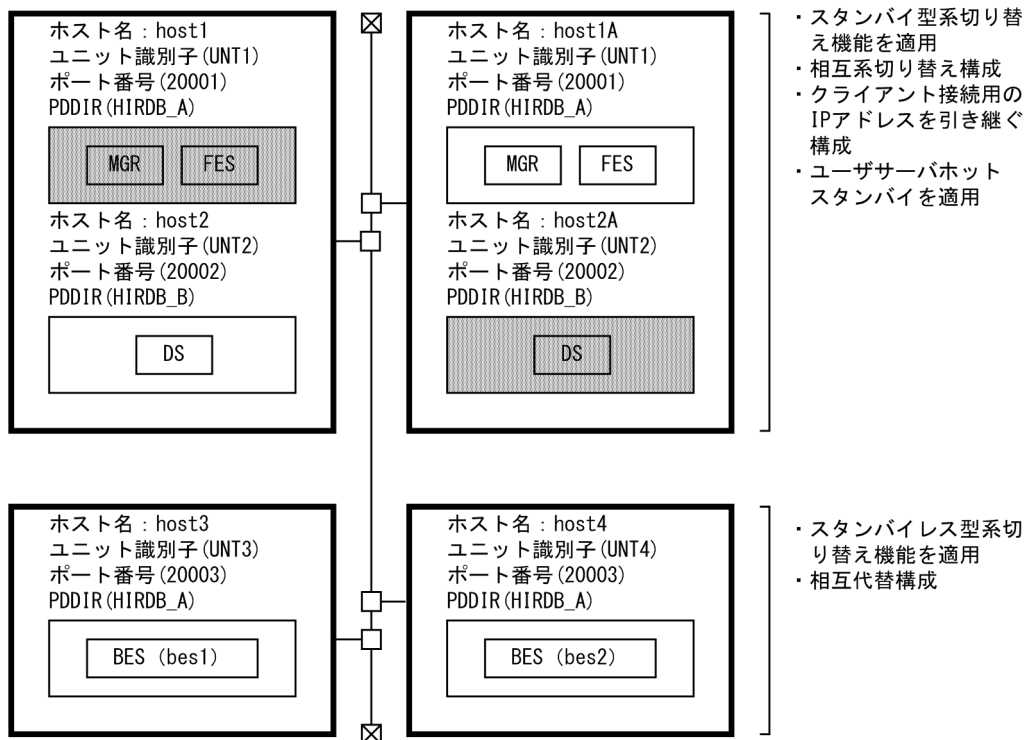 ホスト名：host1
ユニット識別子(UNT1)
ポート番号(20001)
PDDIR(HIRDB_A)
MGR
FES
ホスト名：host2
ユニット識別子(UNT2)
ポート番号(20002)
PDDIR(HIRDB_B)
DS
ホスト名：host1A
ユニット識別子(UNT1)
ポート番号(20001)
PDDIR(HIRDB_A)
MGR
FES
ホスト名：host2A
ユニット識別子(UNT2)
ポート番号(20002)
PDDIR(HIRDB_B)
DS
・スタンバイ型系切り替
え機能を適用
・相互系切り替え構成
・クライアント接続用の
IPアドレスを引き継ぐ
構成
・ユーザサーバホット
スタンバイを適用
ホスト名：host3
ユニット識別子(UNT3)
ポート番号(20003)
PDDIR(HIRDB_A)
BES (bes1)
ホスト名：host4
ユニット識別子(UNT4)
ポート番号(20003)
PDDIR(HIRDB_A)
BES (bes2)
・スタンバイレス型系切
り替え機能を適用
・相互代替構成